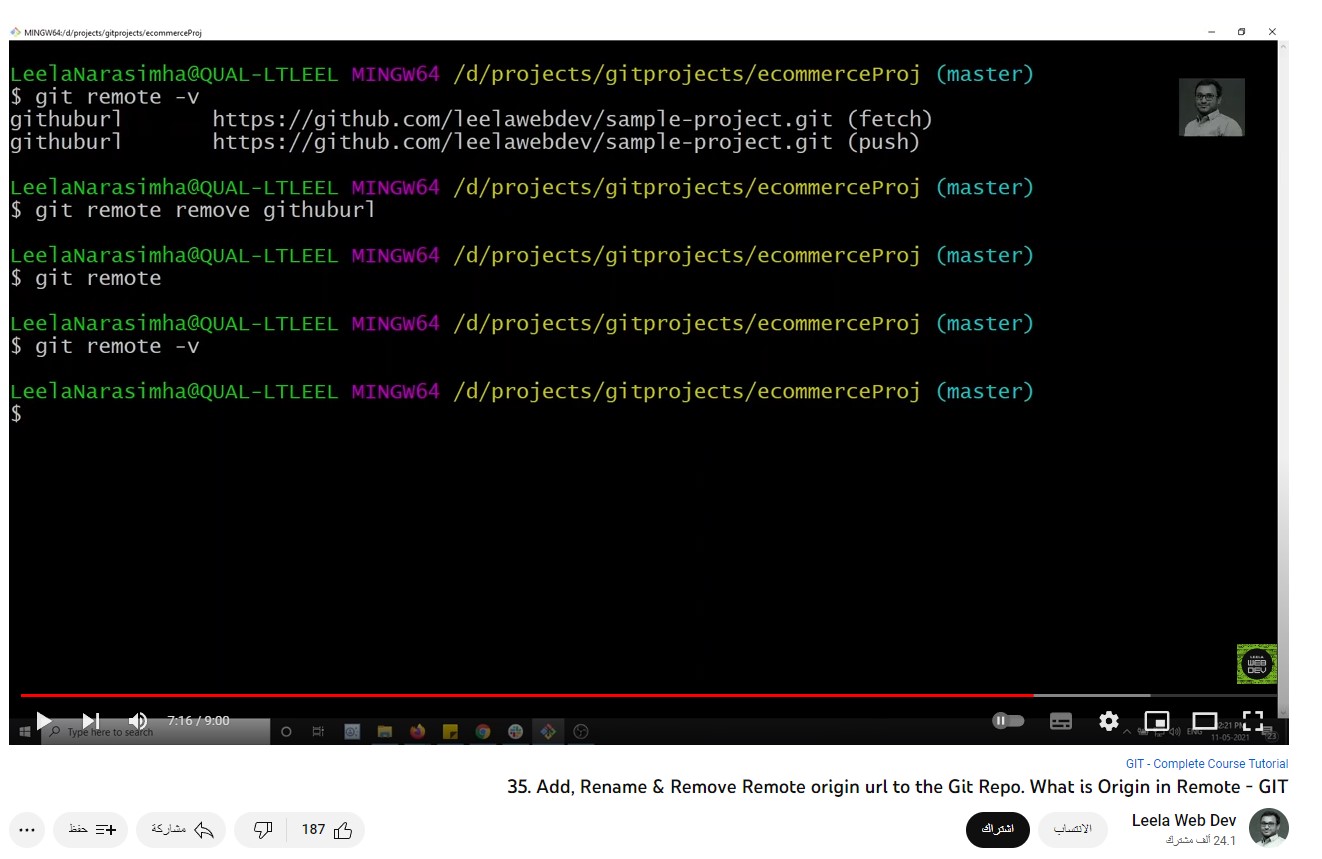 MINGW64:/d/projects/gitprojects/ecommerceProj
LeelaNarasimha@QUAL-LTLEEL MINGW64 /d/projects/gitprojects/ecommerceProj (master)
$ git remote -v
githuburl https://github.com/leelawebdev/sample-project.git (fetch)
githuburl https://github.com/leelawebdev/sample-project.git (push)
LeelaNarasimha@QUAL-LTLEEL MINGW64 /d/projects/gitprojects/ecommerceProj (master)
$ git remote remove githuburl
LeelaNarasimha@QUAL-LTLEEL MINGW64 /d/projects/gitprojects/ecommerceProj (master)
$ git remote
LeelaNarasimha@QUAL-LTLEEL MINGW64 /d/projects/gitprojects/ecommerceProj (master)
$ git remote -v
LeelaNarasimha@QUAL-LTLEEL MINGW64 /d/projects/gitprojects/ecommerceProj (master)
$
LEELA
WEB
DEV
7:16 / 9:00
Type here to search
ENG
2:21 PM
11-05-2021
23
GIT - Complete Course Tutorial
35. Add, Rename & Remove Remote origin url to the Git Repo. What is Origin in Remote - GIT
Leela Web Dev
24.1 ألف مشترك
الانتساب
اشتراك
187
مشاركة
حفظ